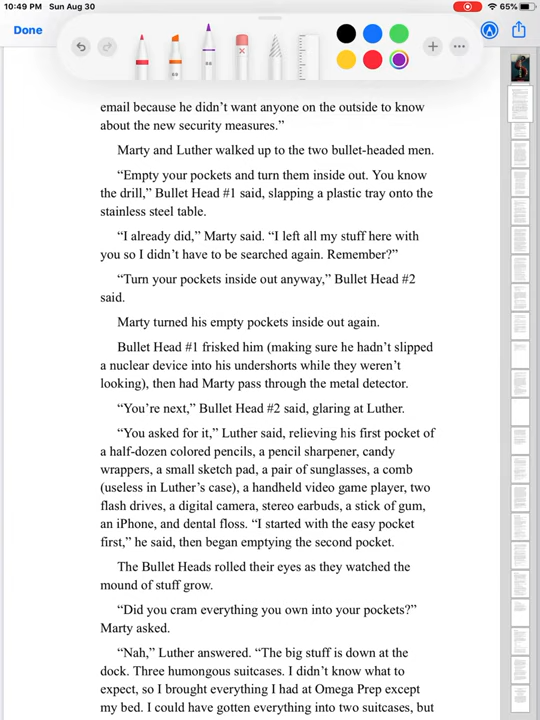 10:49 PM Sun Aug 30
65%
Done
email because he didn’t want anyone on the outside to know
about the new security measures.”
Marty and Luther walked up to the two bullet-headed men.
“Empty your pockets and turn them inside out. You know
the drill,” Bullet Head #1 said, slapping a plastic tray onto the
stainless steel table.
“I already did,” Marty said. “I left all my stuff here with
you so I didn’t have to be searched again. Remember?”
“Turn your pockets inside out anyway,” Bullet Head #2
said.
Marty turned his empty pockets inside out again.
Bullet Head #1 frisked him (making sure he hadn’t slipped
a nuclear device into his undershorts while they weren’t
looking), then had Marty pass through the metal detector.
“You’re next,” Bullet Head #2 said, glaring at Luther.
“You asked for it,” Luther said, relieving his first pocket of
a half-dozen colored pencils, a pencil sharpener, candy
wrappers, a small sketch pad, a pair of sunglasses, a comb
(useless in Luther’s case), a handheld video game player, two
flash drives, a digital camera, stereo earbuds, a stick of gum,
an iPhone, and dental floss. “I started with the easy pocket
first,” he said, then began emptying the second pocket.
The Bullet Heads rolled their eyes as they watched the
mound of stuff grow.
“Did you cram everything you own into your pockets?”
Marty asked.
“Nah,” Luther answered. “The big stuff is down at the
dock. Three humongous suitcases. I didn’t know what to
expect, so I brought everything I had at Omega Prep except
my bed. I could have gotten everything into two suitcases, but